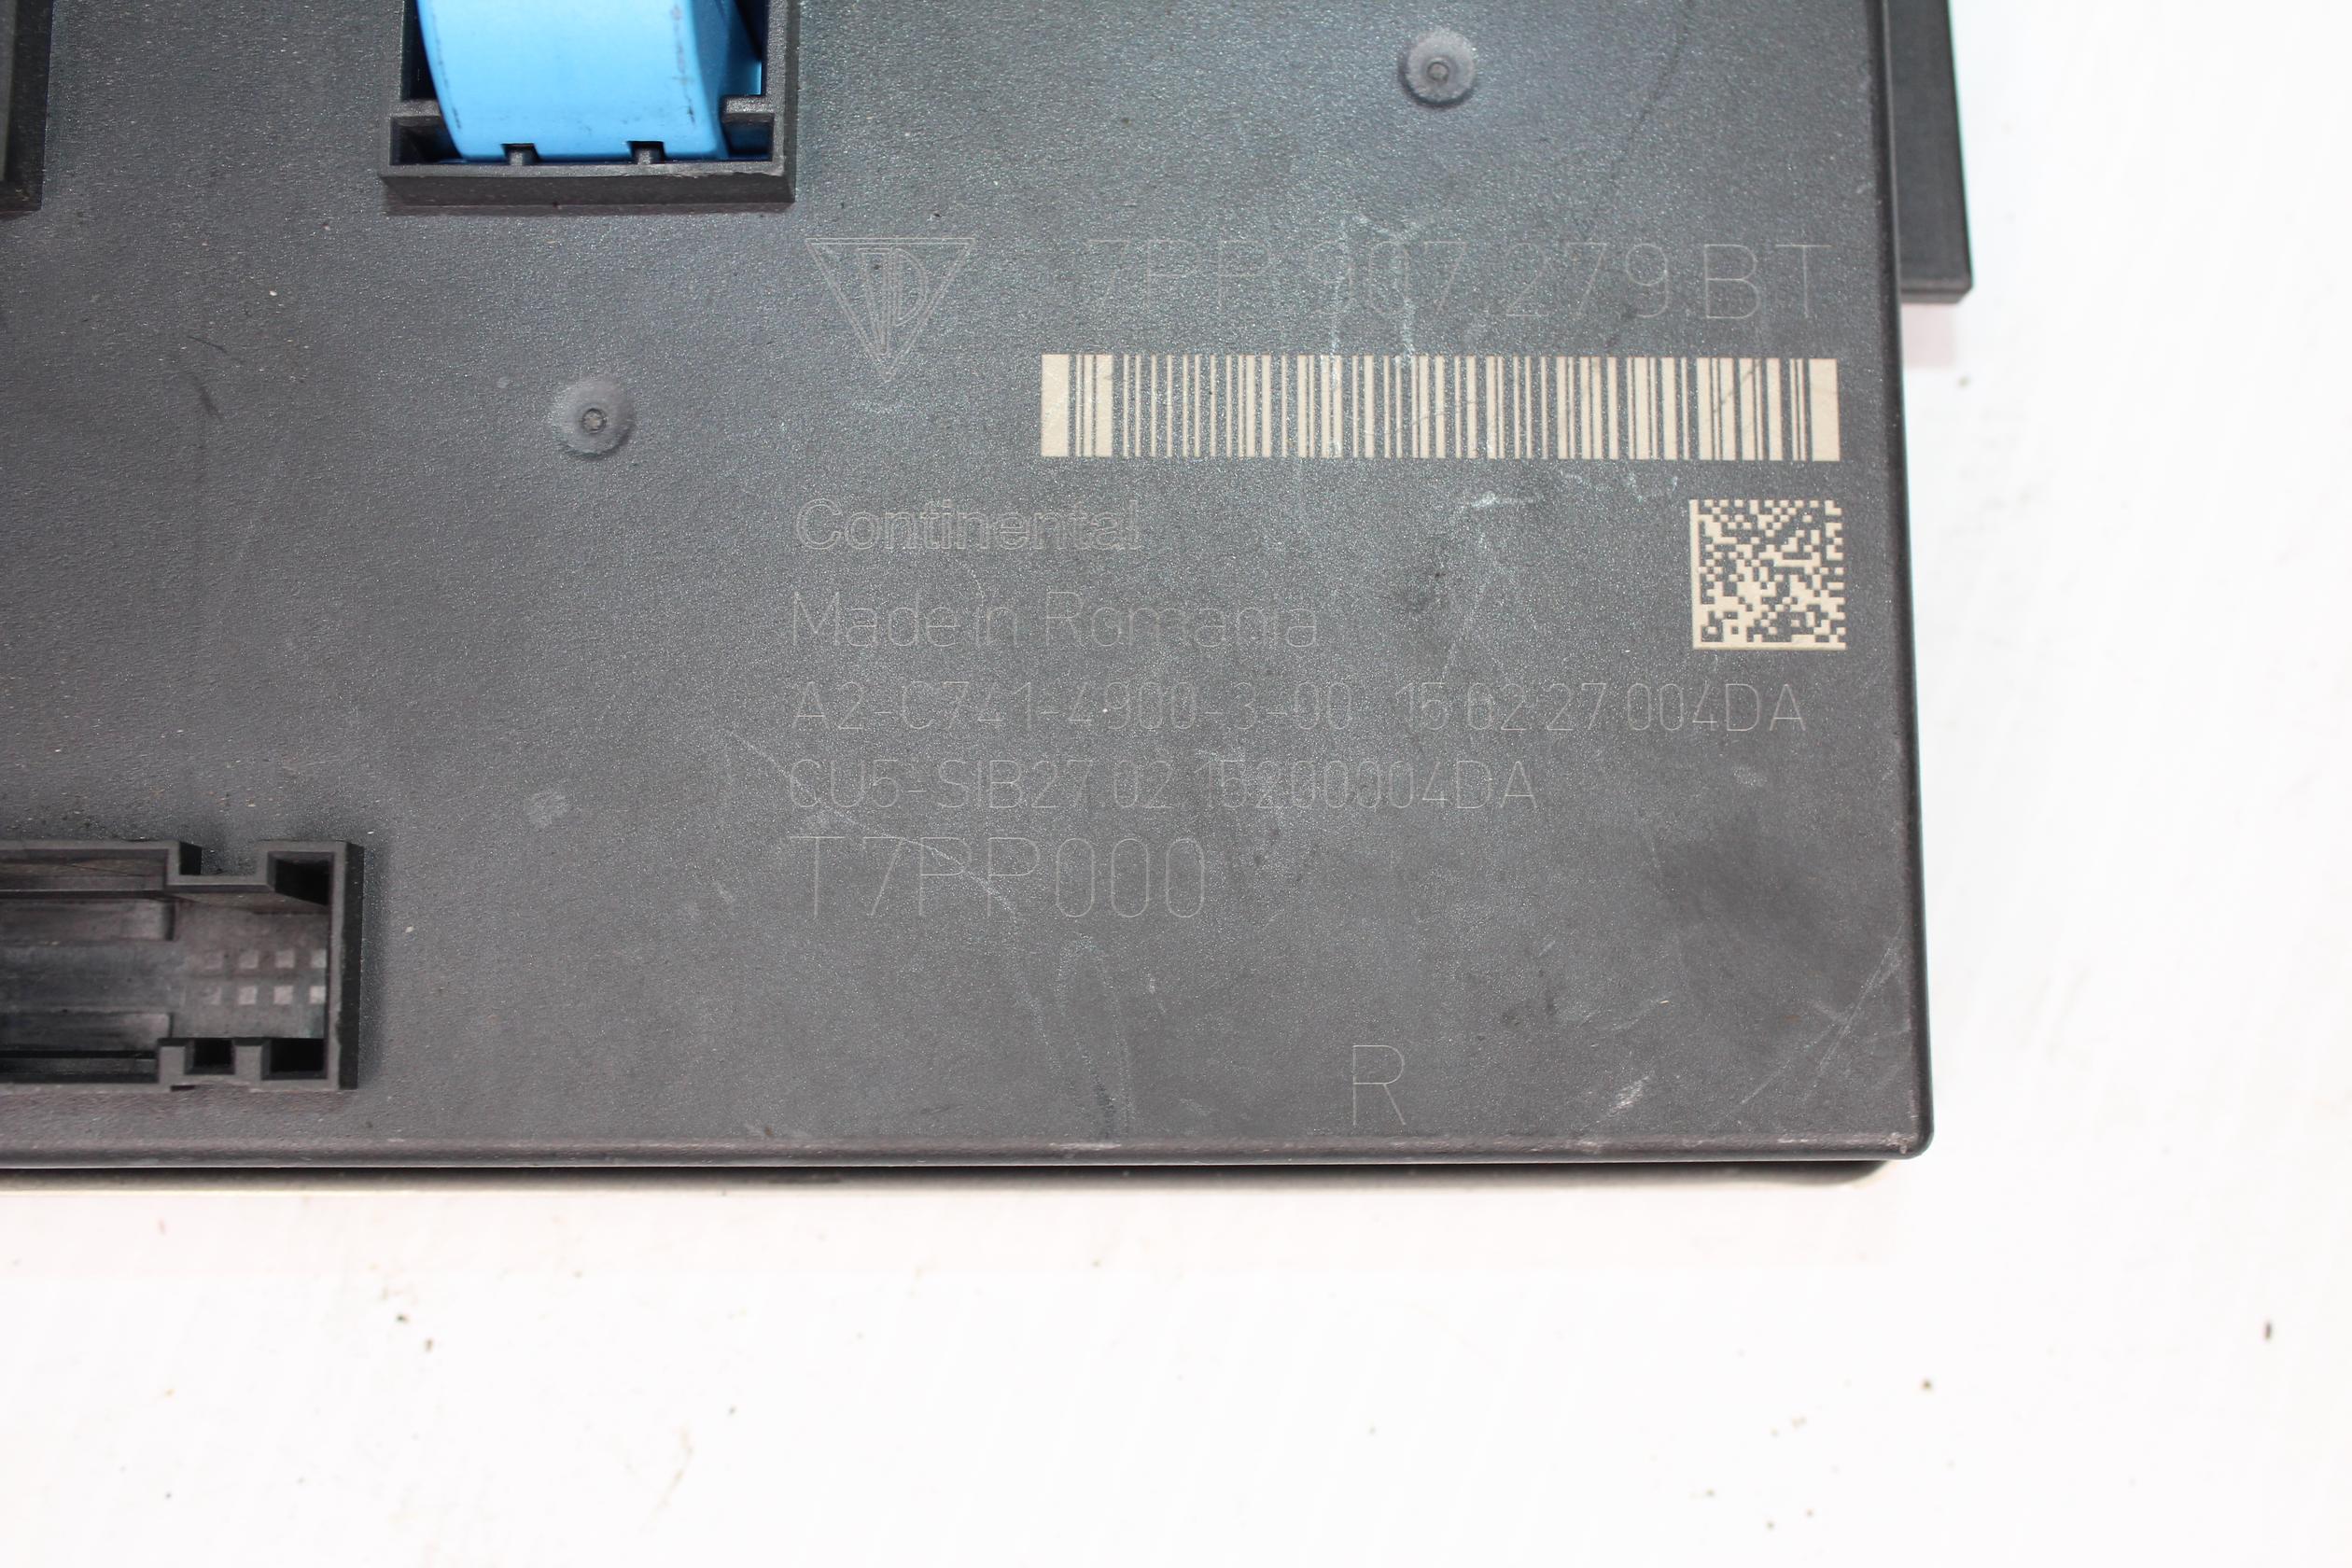 7PP.907.279.BT
Continental
Made in Romania
A2-C741-4900-3-00 15 62 27 004DA
CU5-SIB27.02 15200004DA
T7PP000
R